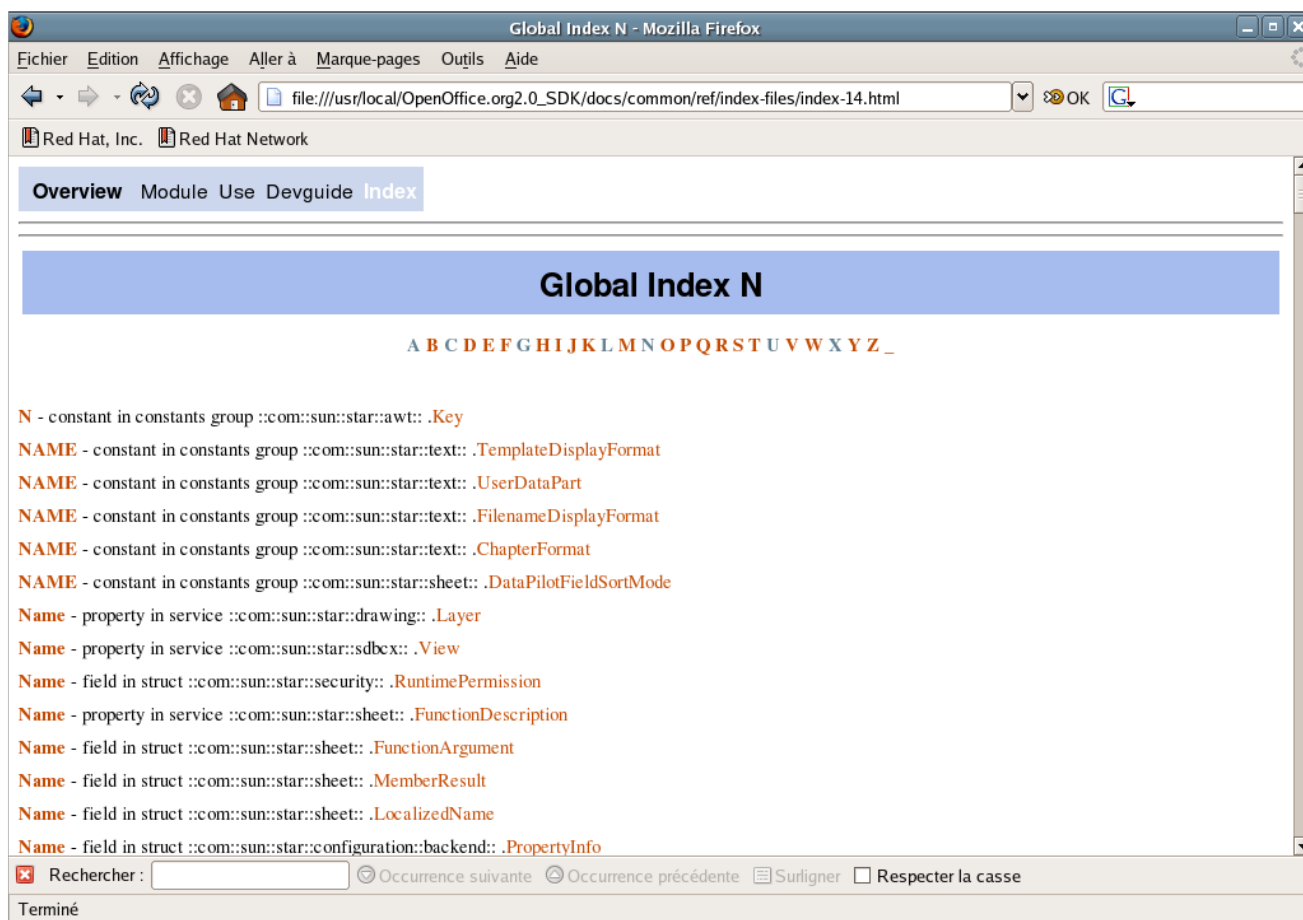 Global Index N - Mozilla Firefox
Fichier Edition Affichage Aller à Marque-pages Outils Aide
file:///usr/local/OpenOffice.org2.0_SDK/docs/common/ref/index-files/index-14.html OK G
Red Hat, Inc. Red Hat Network
Overview Module Use Devguide Index
Global Index N
A B C D E F G H I J K L M N O P Q R S T U V W X Y Z _
N - constant in constants group ::com::sun::star::awt:: .Key
NAME - constant in constants group ::com::sun::star::text:: .TemplateDisplayFormat
NAME - constant in constants group ::com::sun::star::text:: .UserDataPart
NAME - constant in constants group ::com::sun::star::text:: .FilenameDisplayFormat
NAME - constant in constants group ::com::sun::star::text:: .ChapterFormat
NAME - constant in constants group ::com::sun::star::sheet:: .DataPilotFieldSortMode
Name - property in service ::com::sun::star::drawing:: .Layer
Name - property in service ::com::sun::star::sdbcx:: .View
Name - field in struct ::com::sun::star::security:: .RuntimePermission
Name - property in service ::com::sun::star::sheet:: .FunctionDescription
Name - field in struct ::com::sun::star::sheet:: .FunctionArgument
Name - field in struct ::com::sun::star::sheet:: .MemberResult
Name - field in struct ::com::sun::star::sheet:: .LocalizedName
Name - field in struct ::com::sun::star::configuration::backend:: .PropertyInfo
Rechercher : Occurrence suivante Occurrence précédente Surligner Respecter la casse
Terminé